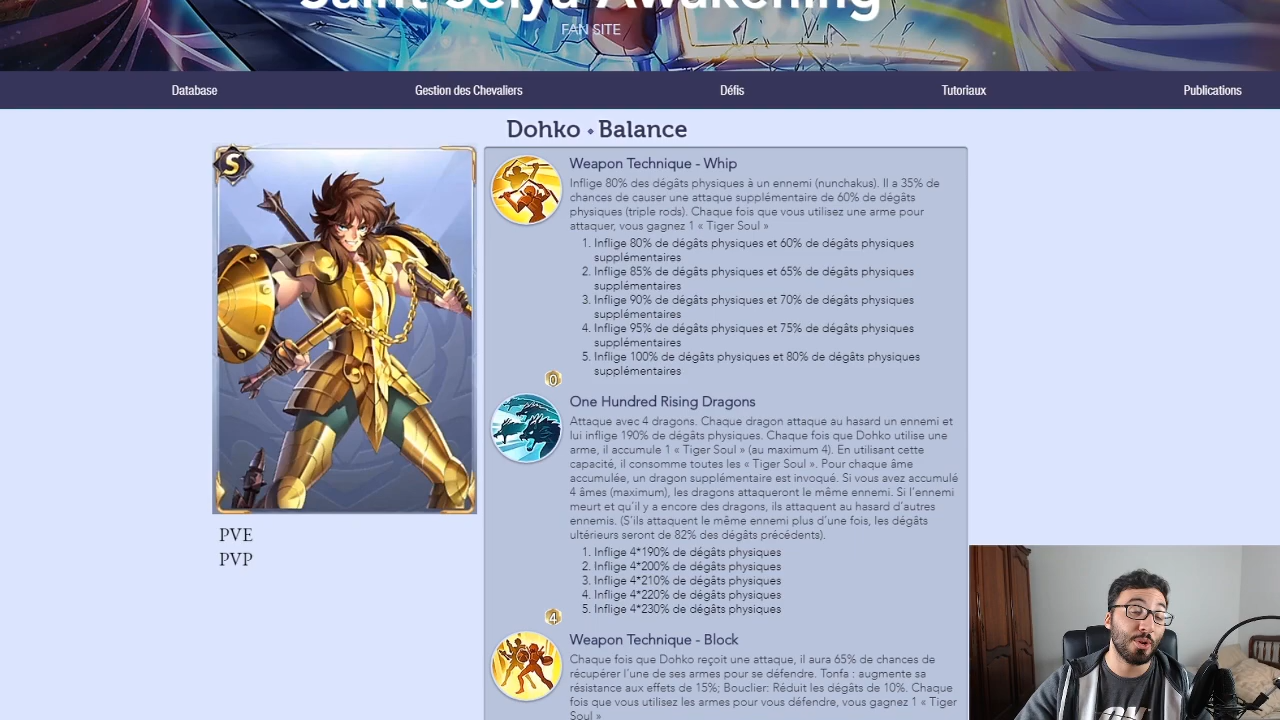 Saint Seiya Awakening
FAN SITE
Database
Gestion des Chevaliers
Défis
Tutoriaux
Publications
Dohko ⬩ Balance
S
PVE
PVP
Weapon Technique - Whip
Inflige 80% des dégâts physiques à un ennemi (nunchakus). Il a 35% de
chances de causer une attaque supplémentaire de 60% de dégâts
physiques (triple rods). Chaque fois que vous utilisez une arme pour
attaquer, vous gagnez 1 « Tiger Soul »
1. Inflige 80% de dégâts physiques et 60% de dégâts physiques
supplémentaires
2. Inflige 85% de dégâts physiques et 65% de dégâts physiques
supplémentaires
3. Inflige 90% de dégâts physiques et 70% de dégâts physiques
supplémentaires
4. Inflige 95% de dégâts physiques et 75% de dégâts physiques
supplémentaires
5. Inflige 100% de dégâts physiques et 80% de dégâts physiques
supplémentaires
0
One Hundred Rising Dragons
Attaque avec 4 dragons. Chaque dragon attaque au hasard un ennemi et
lui inflige 190% de dégâts physiques. Chaque fois que Dohko utilise une
arme, il accumule 1 « Tiger Soul » (au maximum 4). En utilisant cette
capacité, il consomme toutes les « Tiger Soul ». Pour chaque âme
accumulée, un dragon supplémentaire est invoqué. Si vous avez accumulé
4 âmes (maximum), les dragons attaqueront le même ennemi. Si l'ennemi
meurt et qu'il y a encore des dragons, ils attaquent au hasard d'autres
ennemis. (S'ils attaquent le même ennemi plus d'une fois, les dégâts
ultérieurs seront de 82% des dégâts précédents).
1. Inflige 4*190% de dégâts physiques
2. Inflige 4*200% de dégâts physiques
3. Inflige 4*210% de dégâts physiques
4. Inflige 4*220% de dégâts physiques
5. Inflige 4*230% de dégâts physiques
4
Weapon Technique - Block
Chaque fois que Dohko reçoit une attaque, il aura 65% de chances de
récupérer l'une de ses armes pour se défendre. Tonfa : augmente sa
résistance aux effets de 15%; Bouclier: Réduit les dégâts de 10%. Chaque
fois que vous utilisez les armes pour vous défendre, vous gagnez 1 « Tiger
Soul »